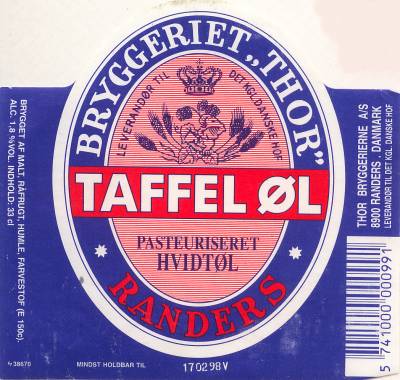 BRYGGERIET „THOR”
LEVERANDØR TIL DET KGL. DANSKE HOF
TAFFEL ØL
PASTEURISERET
HVIDTØL
RANDERS
BRYGGET AF MALT, RÅFRUGT, HUMLE, FARVESTOF (E 150c).
ALC. 1,8 %VOL. INDHOLD: 33 cl
THOR BRYGGERIERNE A/S
8900 RANDERS . DANMARK
LEVERANDØR TIL DET KGL. DANSKE HOF
5 741000 000991
38670
MINDST HOLDBAR TIL
170298V